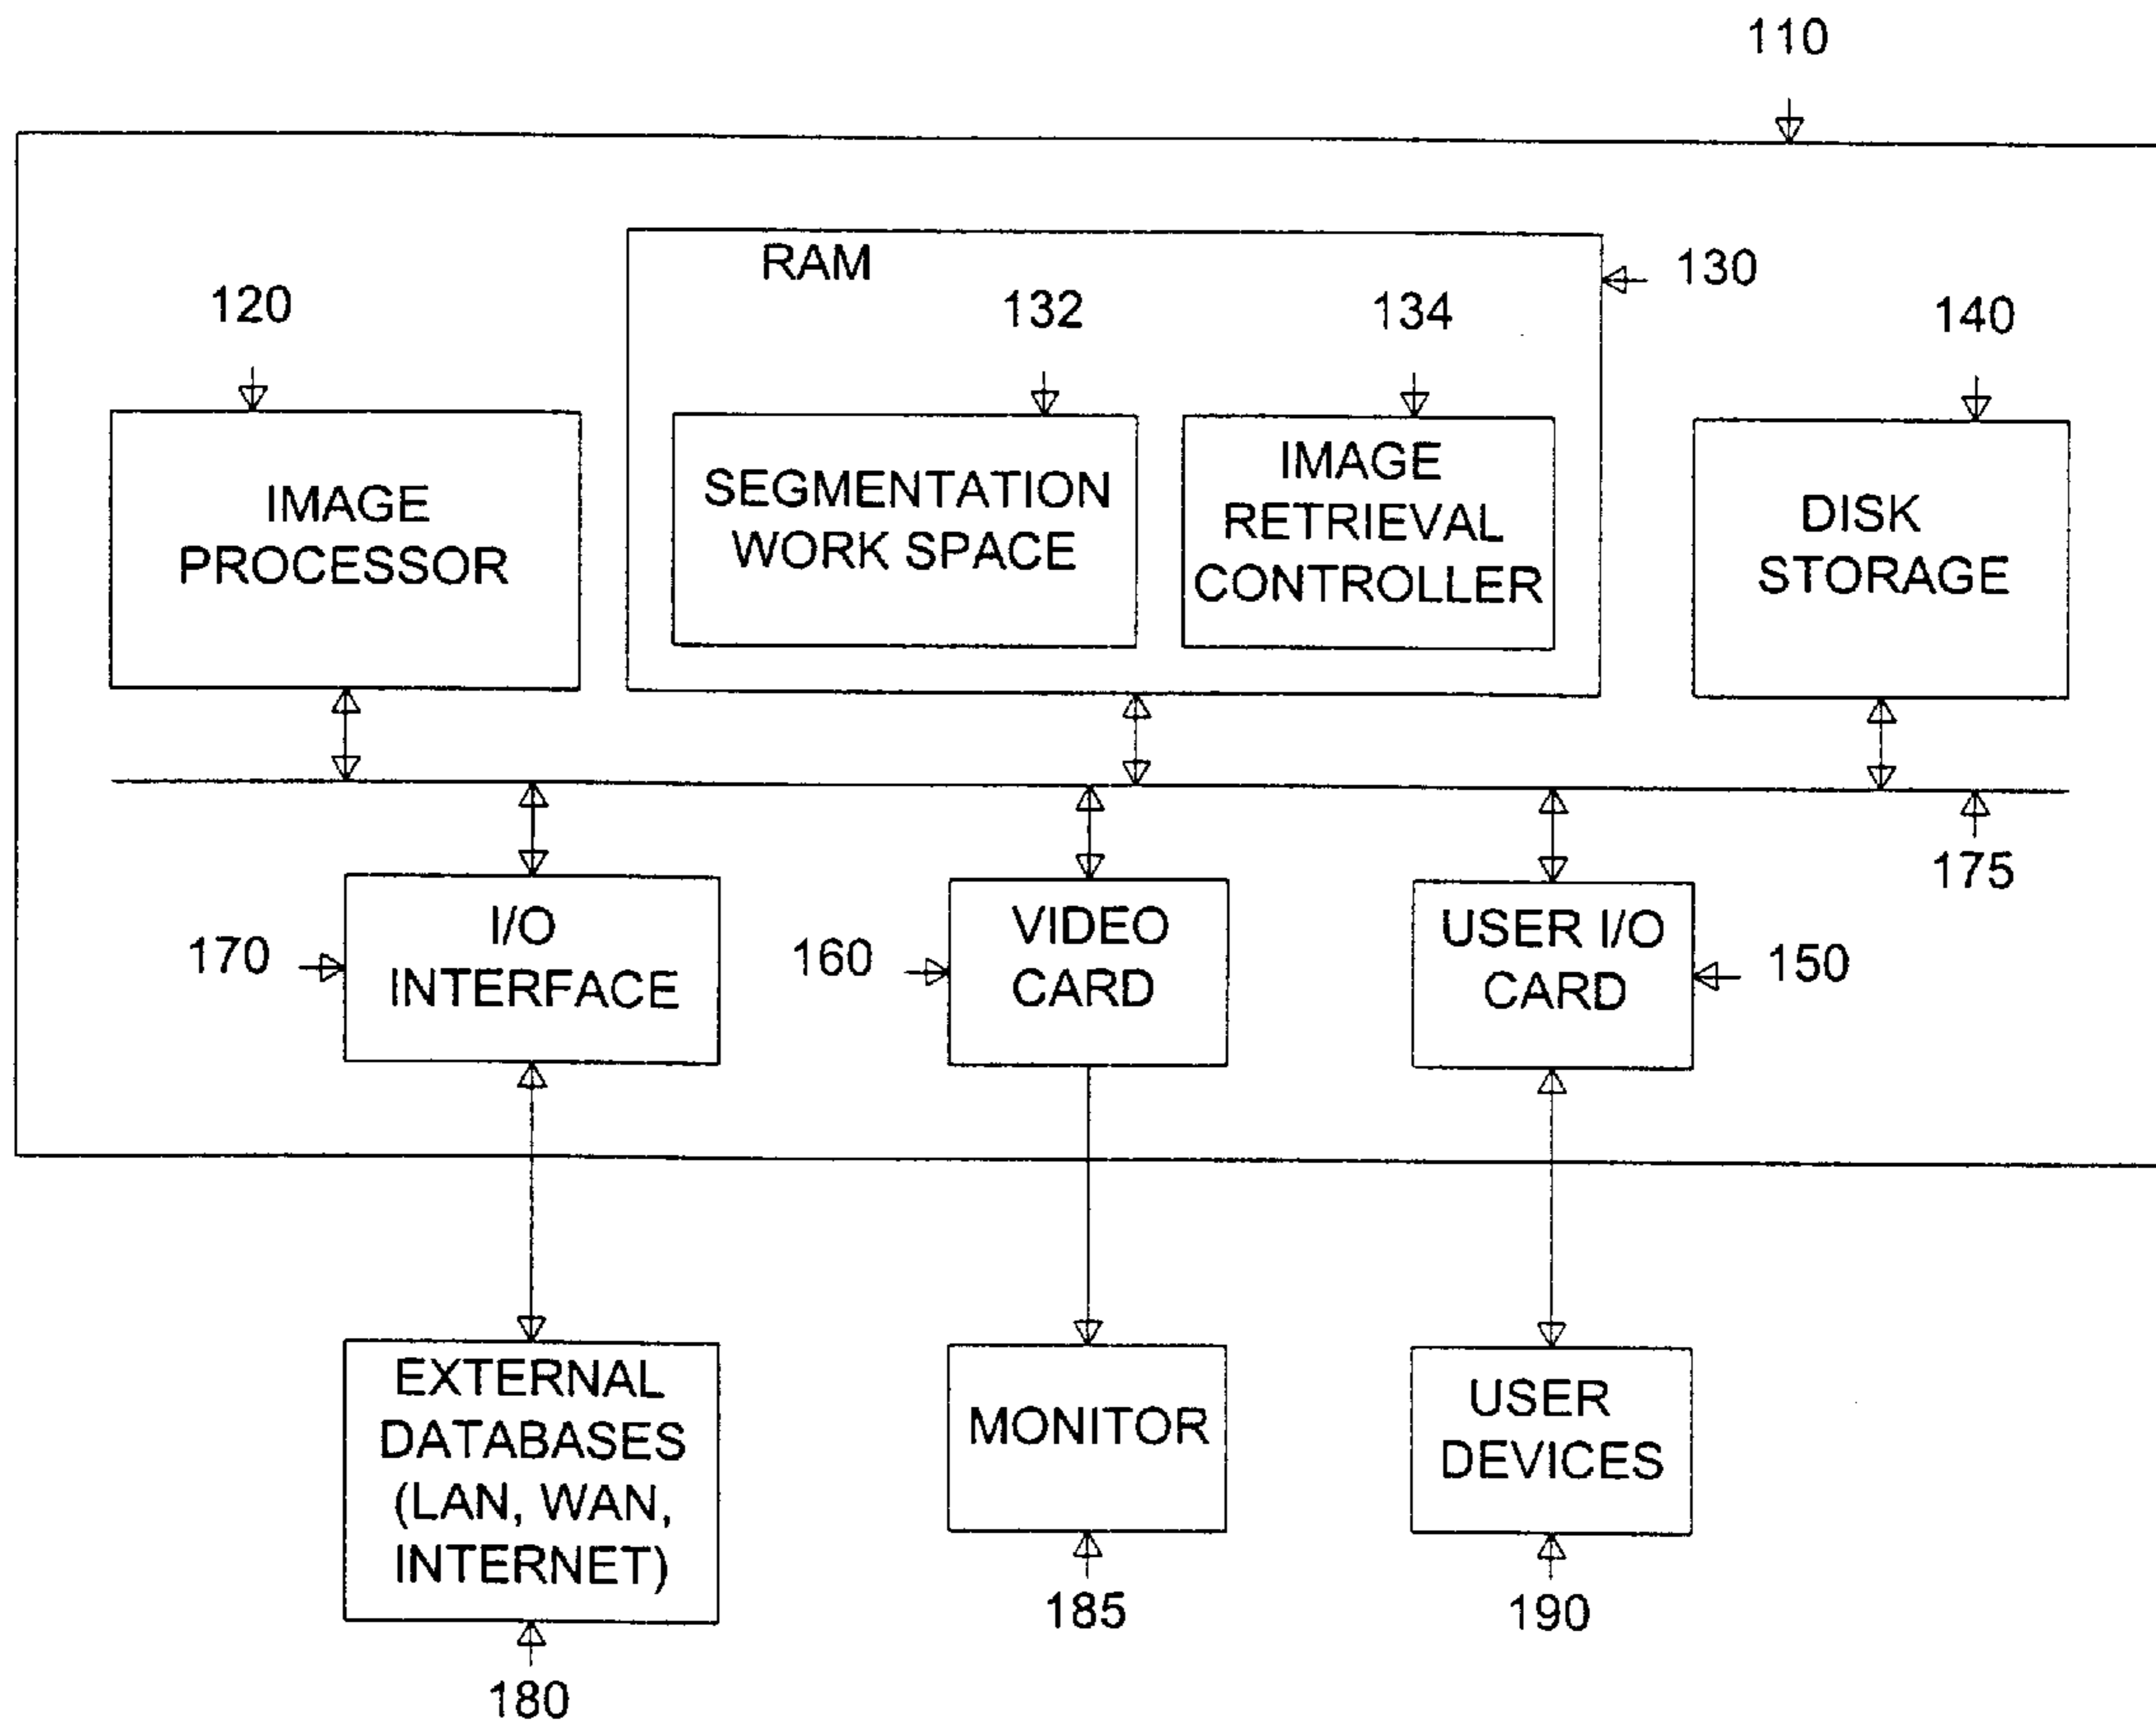 110
RAM
130
120
132
134
140
IMAGE
PROCESSOR
SEGMENTATION
WORK SPACE
IMAGE
RETRIEVAL
CONTROLLER
DISK
STORAGE
175
170
I/O
INTERFACE
160
VIDEO
CARD
USER I/O
CARD
150
EXTERNAL
DATABASES
(LAN, WAN,
INTERNET)
MONITOR
USER
DEVICES
185
190
180